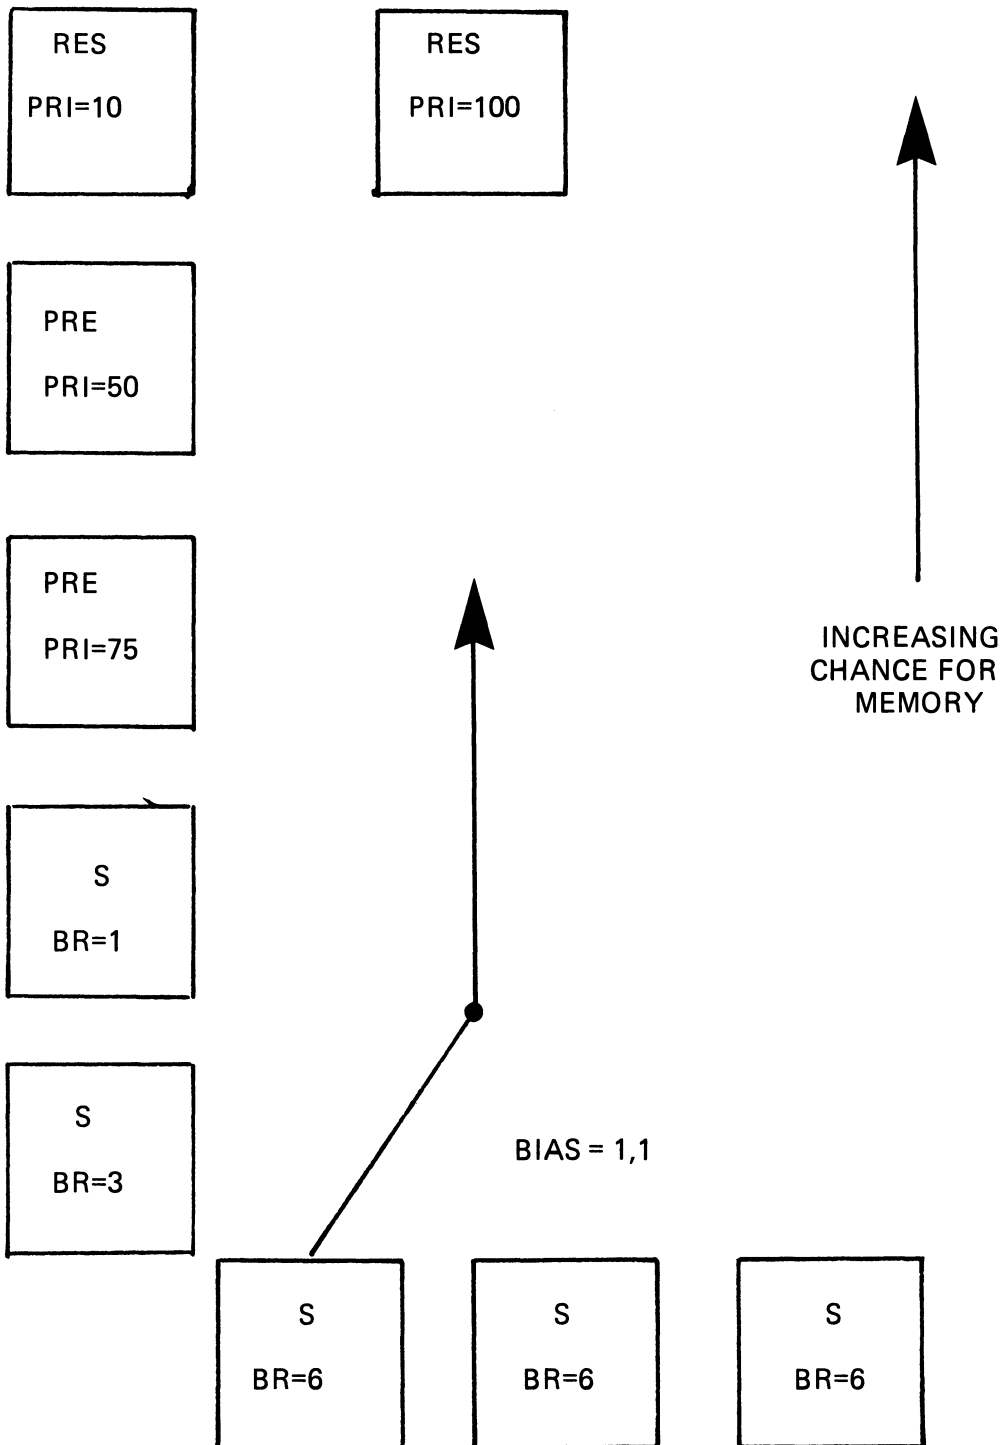 RES
PRI=10
RES
PRI=100
PRE
PRI=50
PRE
PRI=75
INCREASING
CHANCE FOR
MEMORY
S
BR=1
S
BR=3
BIAS = 1,1
S
BR=6
S
BR=6
S
BR=6